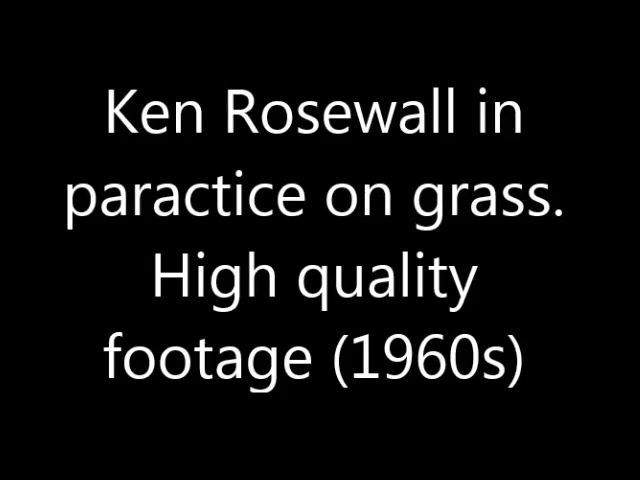 Ken Rosewall in
paractice on grass.
High quality
footage (1960s)